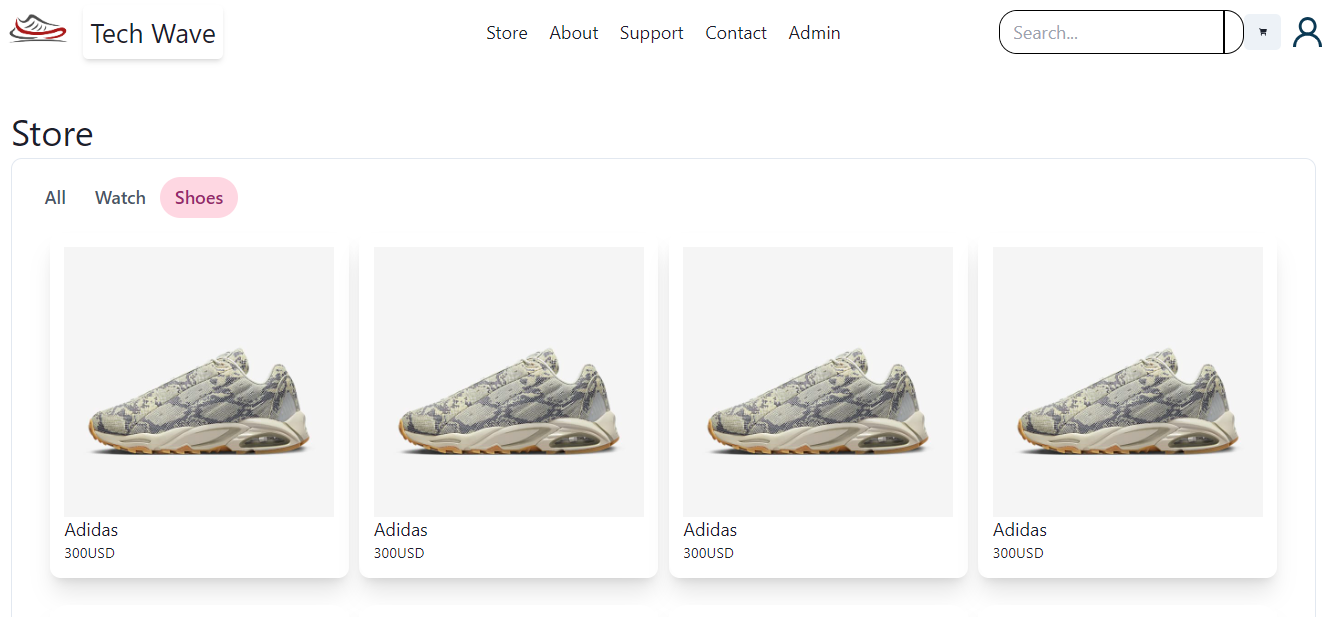 Tech Wave
Store About Support Contact Admin
Search...
Store
All Watch Shoes
Adidas Adidas Adidas Adidas
300USD 300USD 300USD 300USD